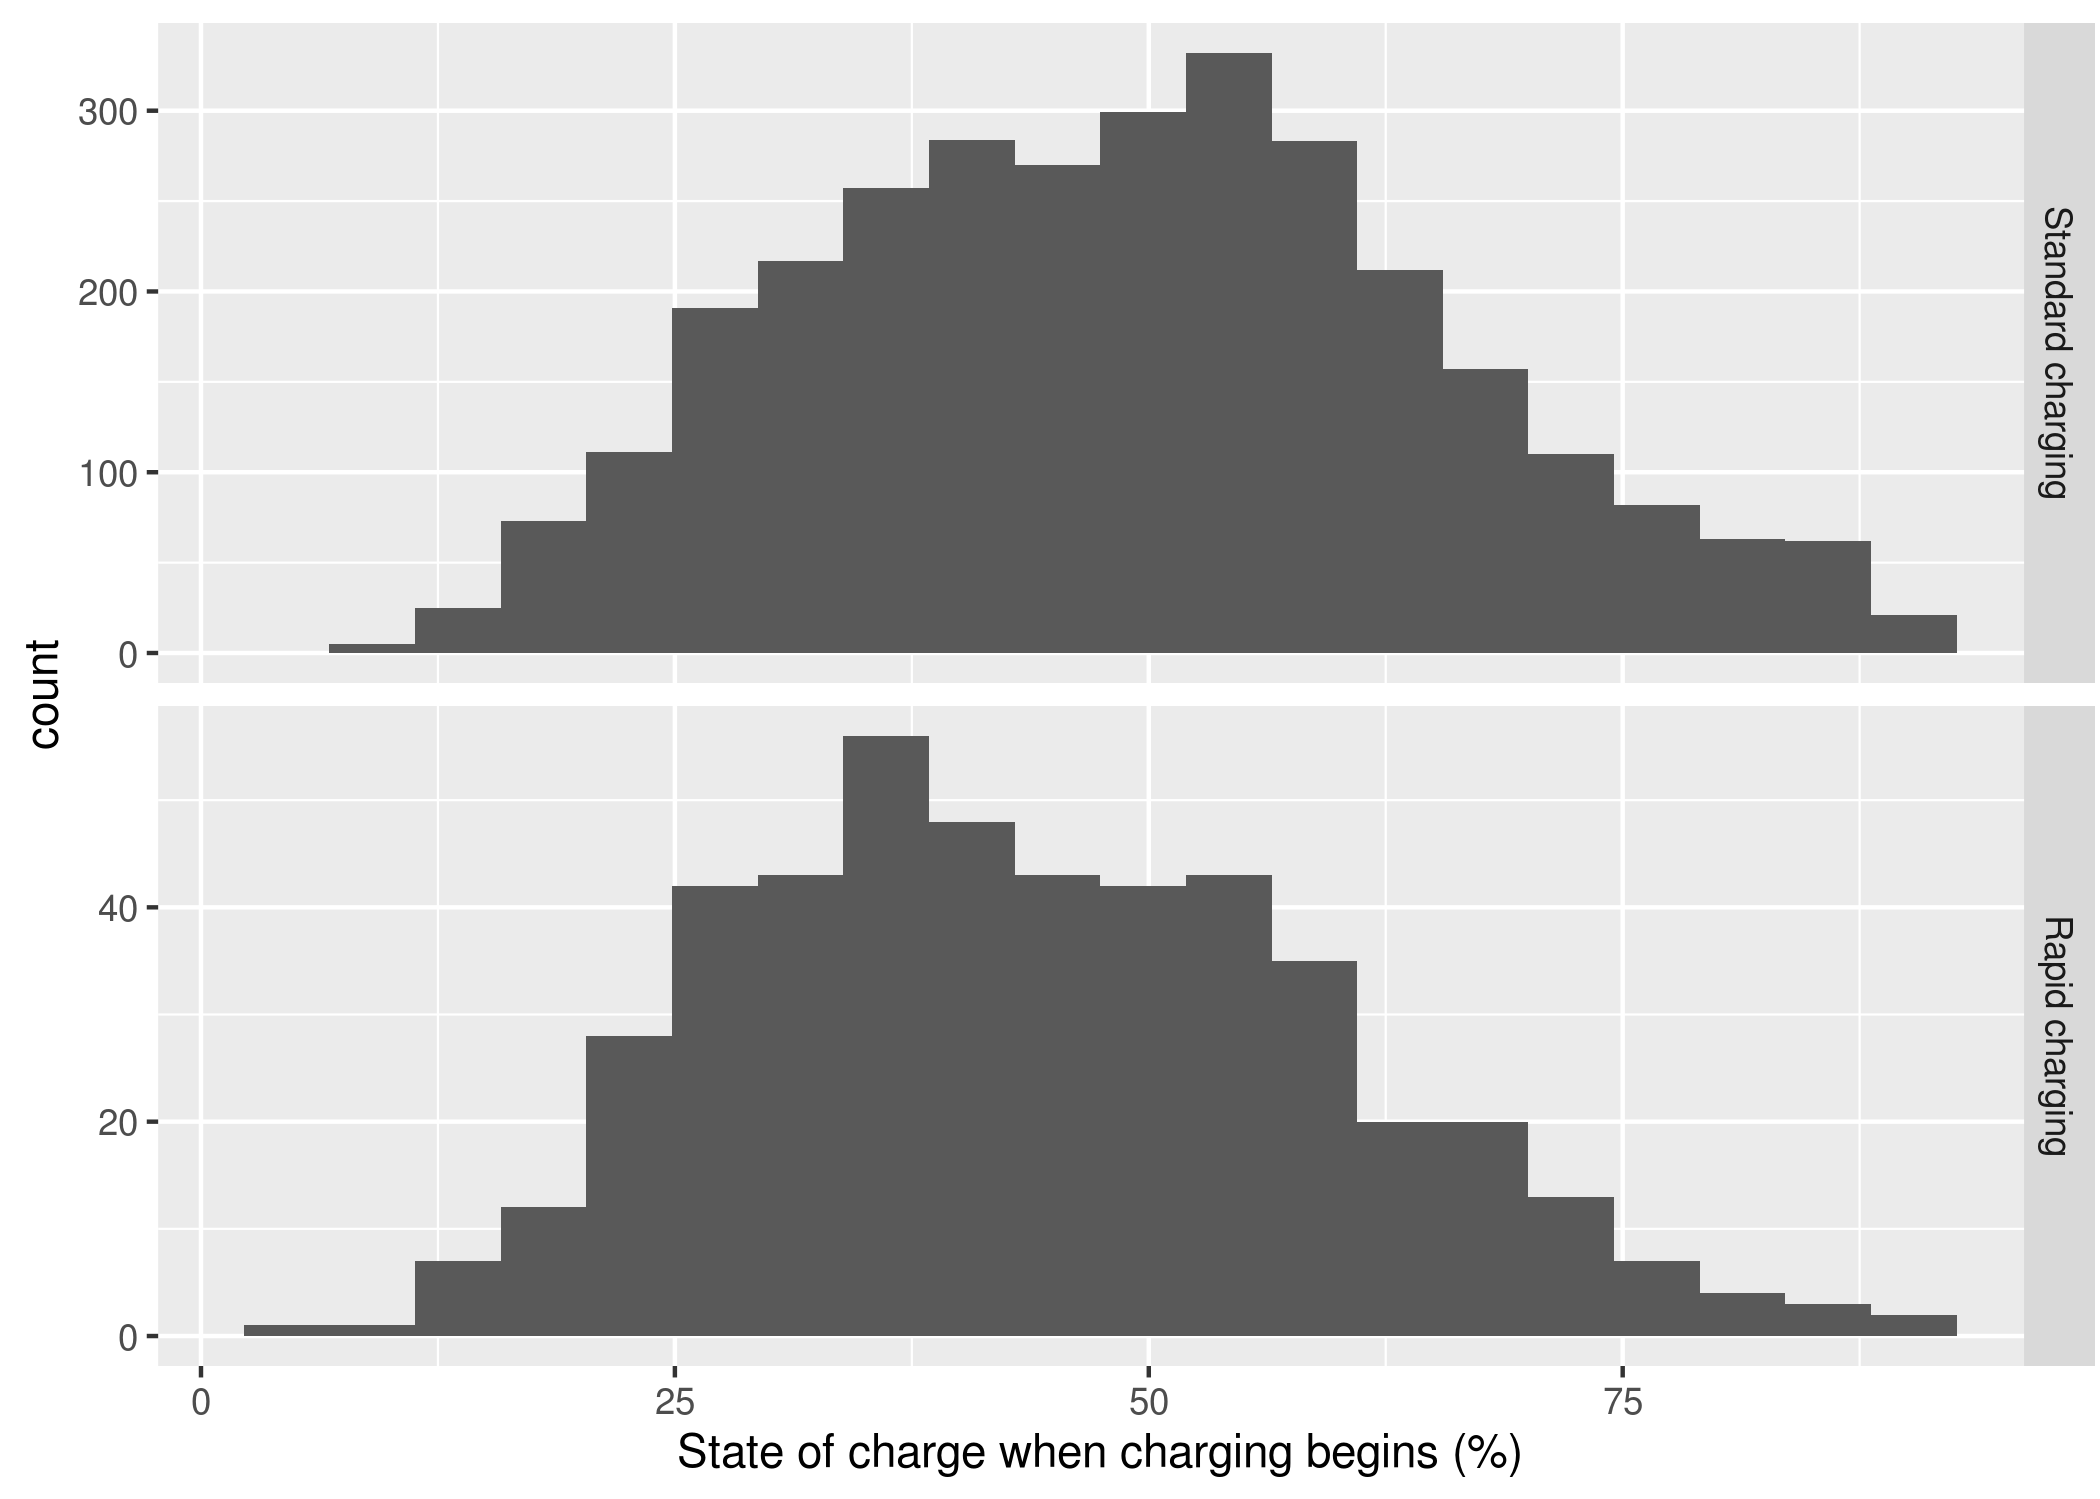 count
300
200
100
0
Standard charging
40
20
0
Rapid charging
0 25 50 75
State of charge when charging begins (%)